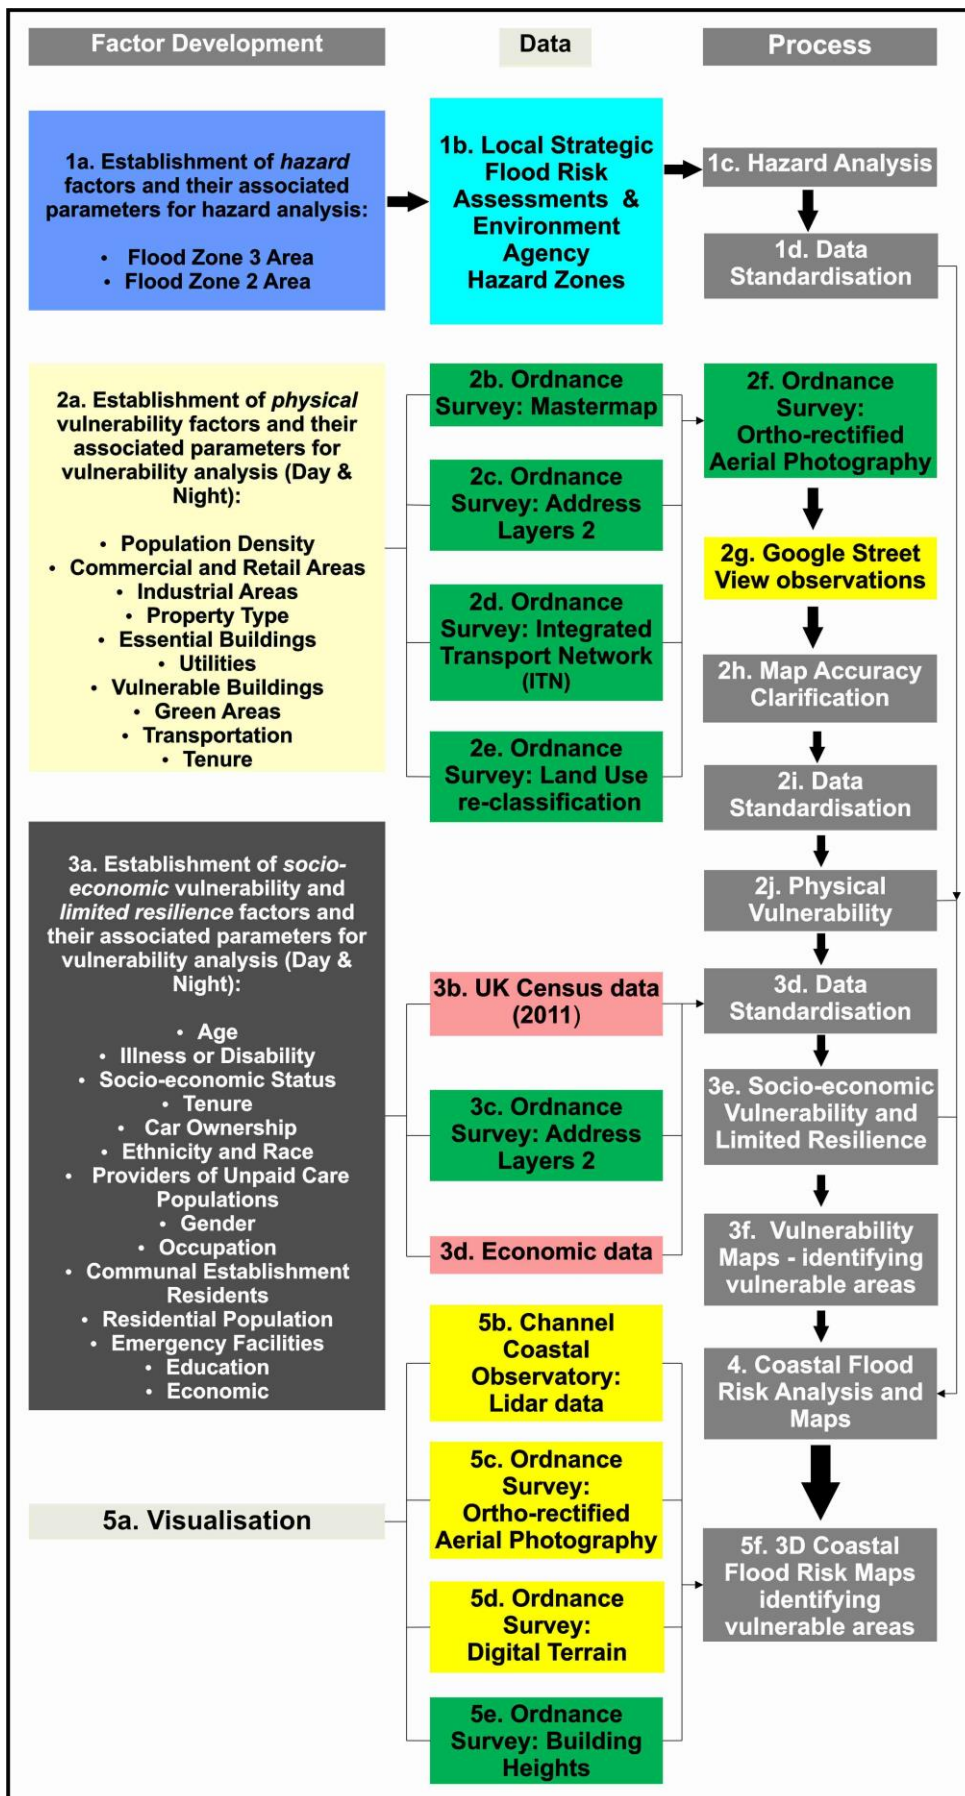 Factor Development
Data
Process
1a. Establishment of hazard
factors and their associated
parameters for hazard analysis:
• Flood Zone 3 Area
• Flood Zone 2 Area
1b. Local Strategic
Flood Risk
Assessments &
Environment
Agency
Hazard Zones
1c. Hazard Analysis
1d. Data
Standardisation
2a. Establishment of physical
vulnerability factors and their
associated parameters for
vulnerability analysis (Day &
Night):
• Population Density
• Commercial and Retail Areas
• Industrial Areas
• Property Type
• Essential Buildings
• Utilities
• Vulnerable Buildings
• Green Areas
• Transportation
• Tenure
2b. Ordnance
Survey: Mastermap
2c. Ordnance
Survey: Address
Layers 2
2d. Ordnance
Survey: Integrated
Transport Network
(ITN)
2e. Ordnance
Survey: Land Use
re-classification
2f. Ordnance
Survey:
Ortho-rectified
Aerial Photography
2g. Google Street
View observations
2h. Map Accuracy
Clarification
2i. Data
Standardisation
2j. Physical
Vulnerability
3a. Establishment of socio-
economic vulnerability and
limited resilience factors and
their associated parameters for
vulnerability analysis (Day &
Night):
• Age
• Illness or Disability
• Socio-economic Status
• Tenure
• Car Ownership
• Ethnicity and Race
• Providers of Unpaid Care
Populations
• Gender
• Occupation
• Communal Establishment
Residents
• Residential Population
• Emergency Facilities
• Education
• Economic
3b. UK Census data
(2011)
3c. Ordnance
Survey: Address
Layers 2
3d. Economic data
3d. Data
Standardisation
3e. Socio-economic
Vulnerability and
Limited Resilience
3f. Vulnerability
Maps - identifying
vulnerable areas
4. Coastal Flood
Risk Analysis and
Maps
5a. Visualisation
5b. Channel
Coastal
Observatory:
Lidar data
5c. Ordnance
Survey:
Ortho-rectified
Aerial Photography
5d. Ordnance
Survey:
Digital Terrain
5e. Ordnance
Survey: Building
Heights
5f. 3D Coastal
Flood Risk Maps
identifying
vulnerable areas